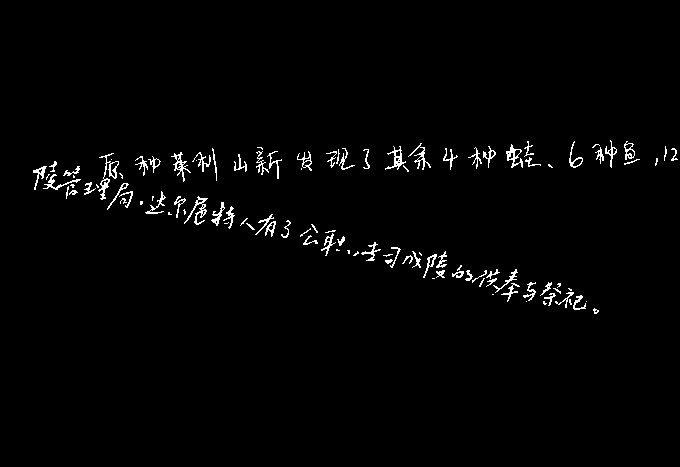 原种莱利山新发现了其余4种蛙、6种鱼,12
陵管理局.达尔扈特人有了公职,专司成陵的供奉与祭祀。